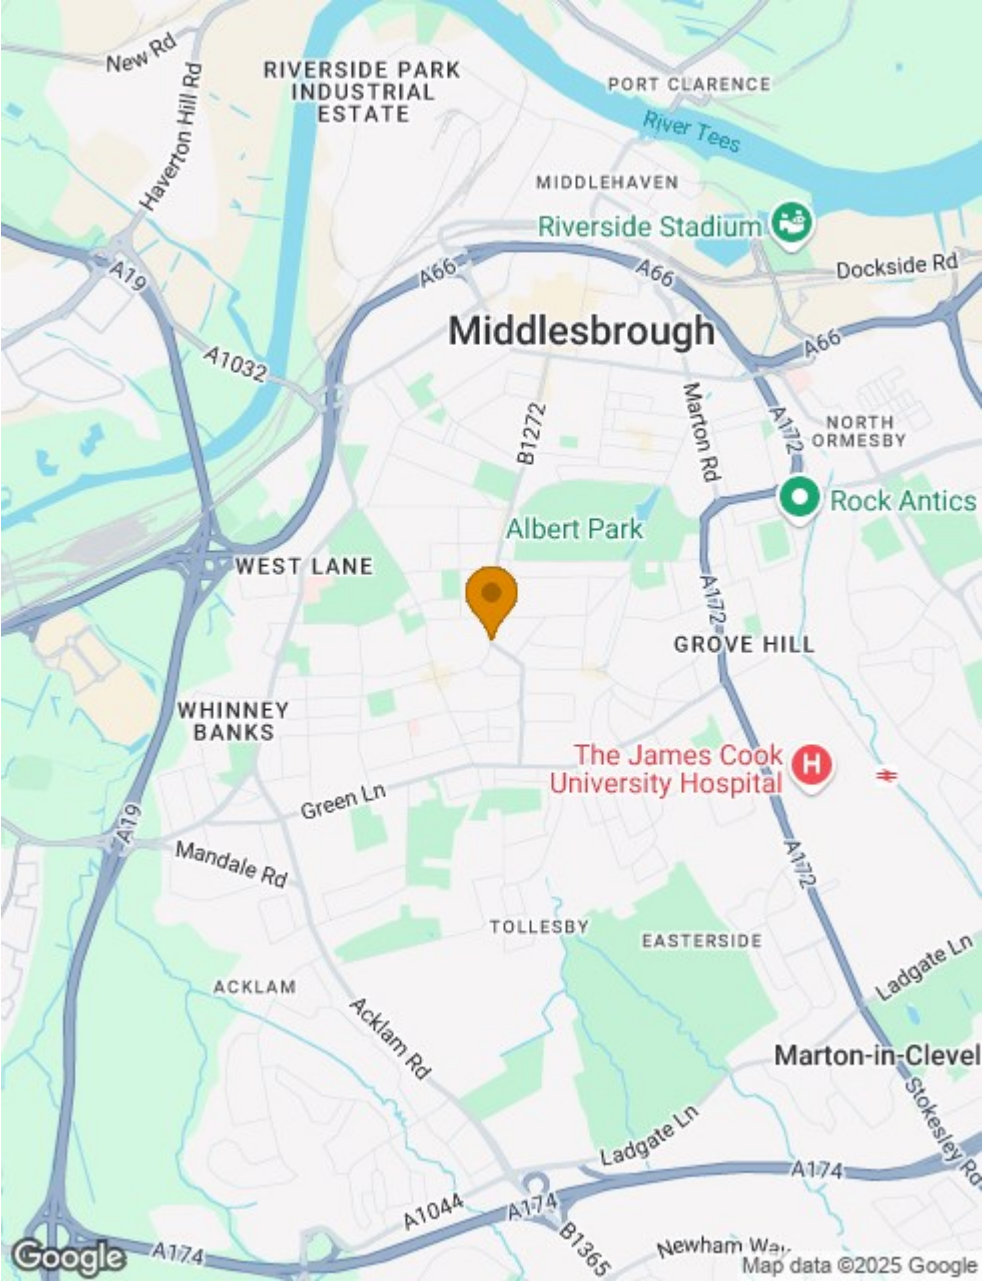 New Rd
Haverton Hill Rd
RIVERSIDE PARK
INDUSTRIAL
ESTATE
PORT CLARENCE
River Tees
MIDDLEHAVEN
Riverside Stadium
A19
A66
A66
Dockside Rd
Middlesbrough
A66
A1032
B1272
Marton Rd
A172
NORTH
ORMESBY
Rock Antics
Albert Park
WEST LANE
A172
GROVE HILL
WHINNEY
BANKS
The James Cook
University Hospital
H
Green Ln
A19
Mandale Rd
A172
TOLLESBY
EASTERSIDE
Ladgate Ln
ACKLAM
Acklam Rd
Marton-in-Clevel
Stokesley Rd
Ladgate Ln
A174
A1044
A174
B1365
A174
Newham Way
Google
Map data ©2025 Google